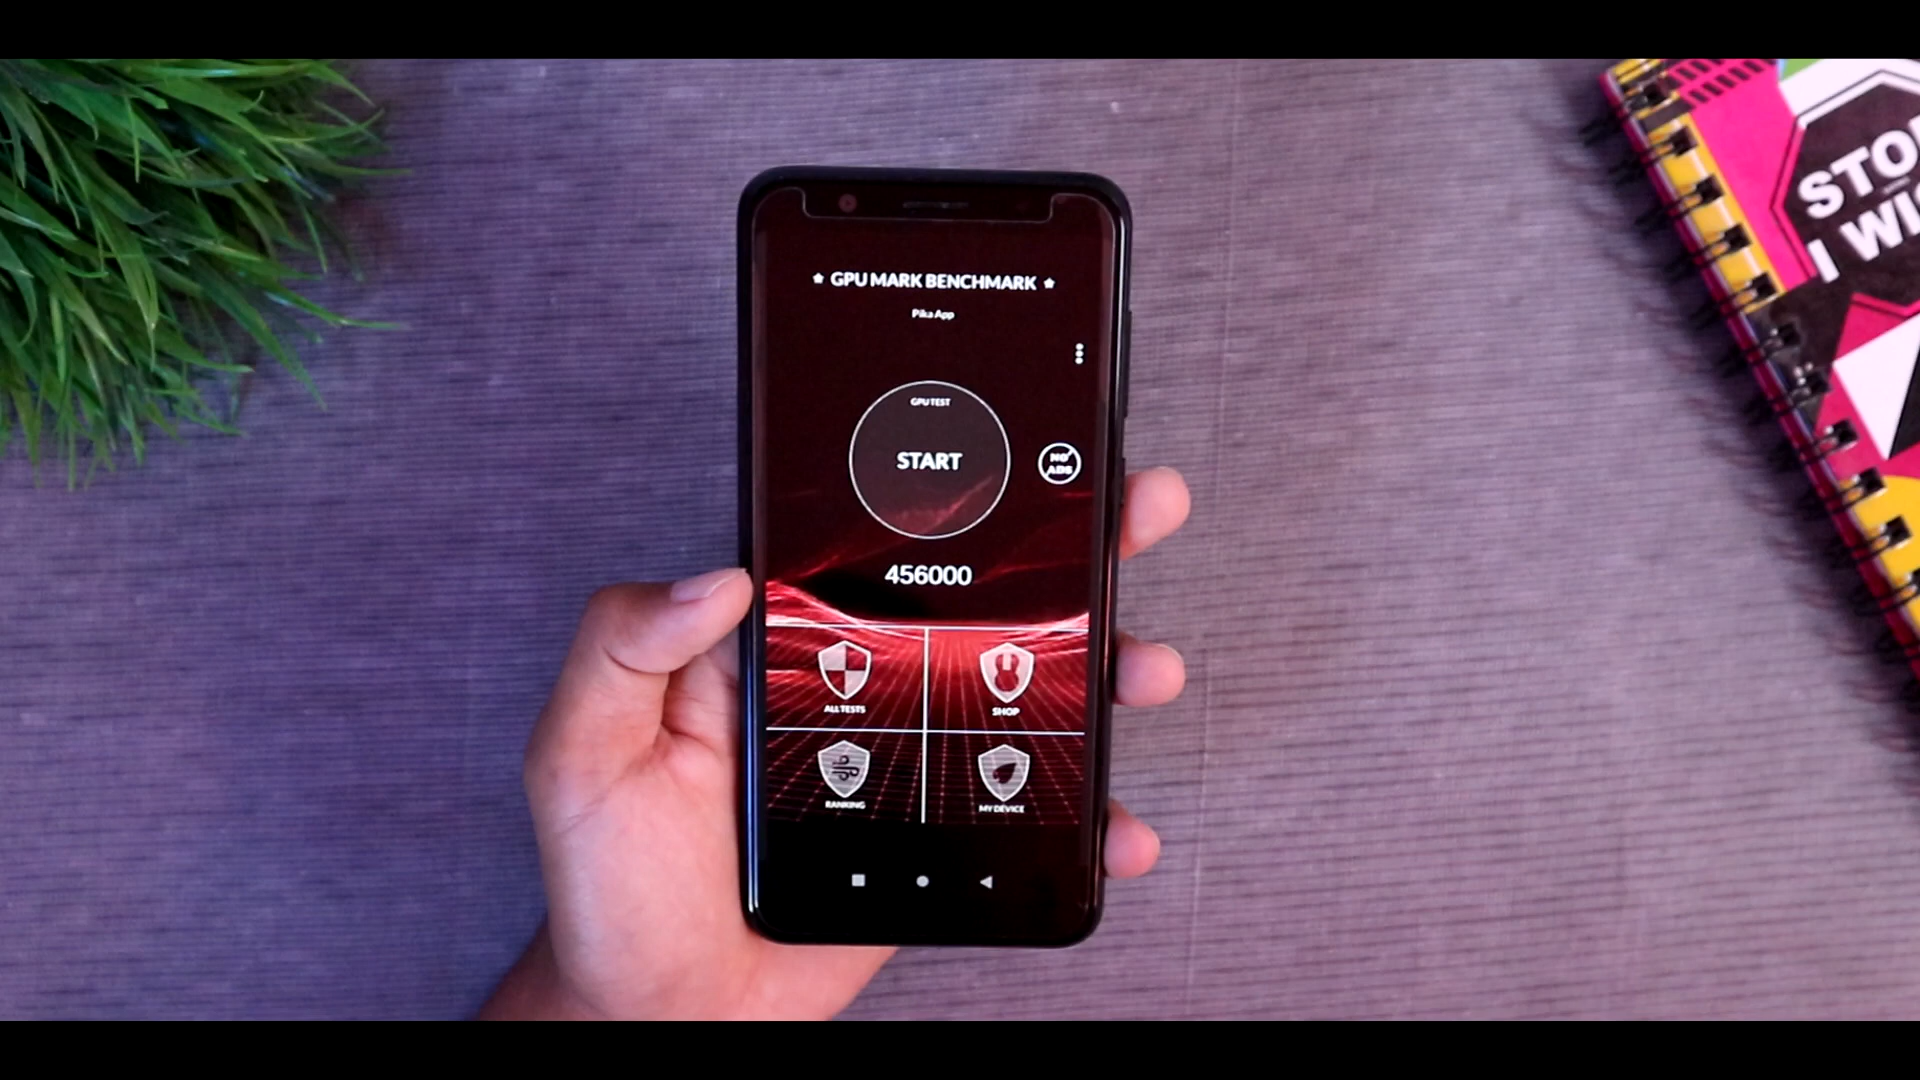 ★ GPU MARK BENCHMARK ★
Pika App
GPU TEST
START
NO
ADS
456000
ALL TESTS
SHOP
RANKING
MY DEVICE
STO
I WI